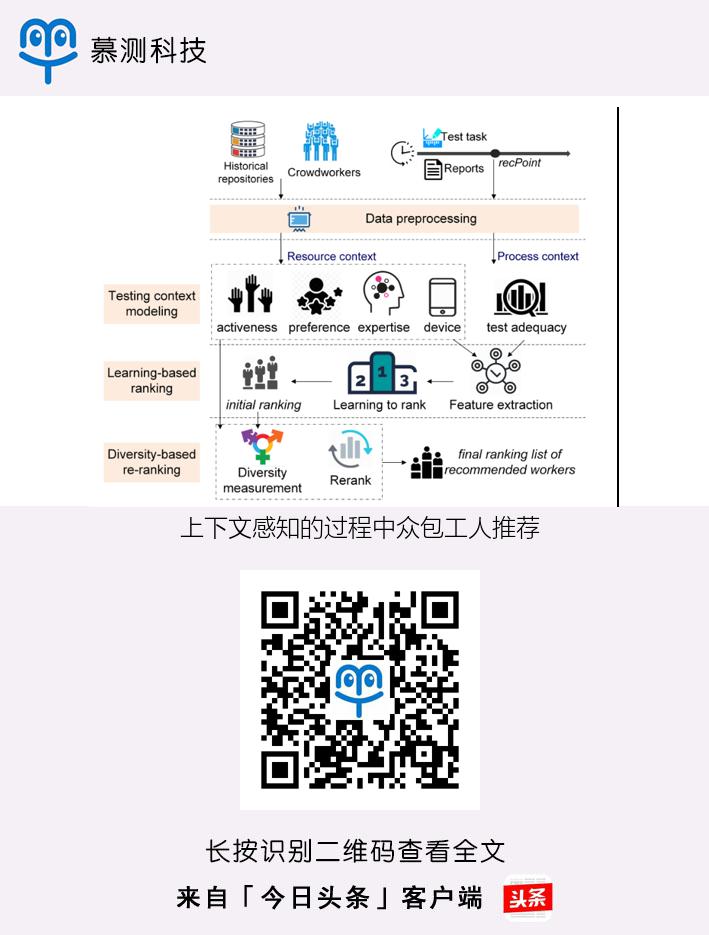 慕测科技
Test task
Historical
repositories
Crowdworkers
Reports
recPoint
Data preprocessing
Resource context
Process context
Testing context
modeling
activeness
preference
expertise
device
test adequacy
Learning-based
ranking
2
1
3
initial ranking
Learning to rank
Feature extraction
Diversity-based
re-ranking
Diversity
measurement
Rerank
final ranking list of
recommended workers
上下文感知的过程中众包工人推荐
长按识别二维码查看全文
来自「今日头条」客户端
头条